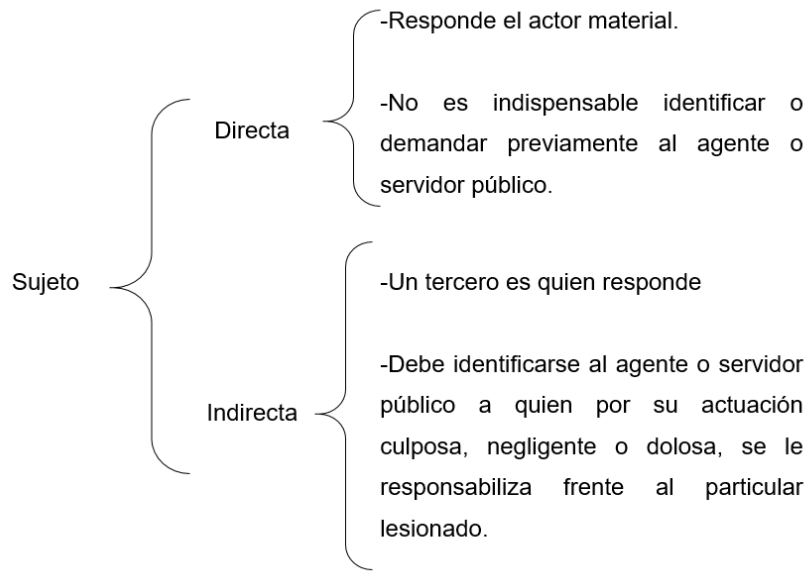 -Responde el actor material.
Directa
-No es indispensable identificar o
demandar previamente al agente o
servidor público.
Sujeto
-Un tercero es quien responde
Indirecta
-Debe identificarse al agente o servidor
público a quien por su actuación
culposa, negligente o dolosa, se le
responsabiliza frente al particular
lesionado.